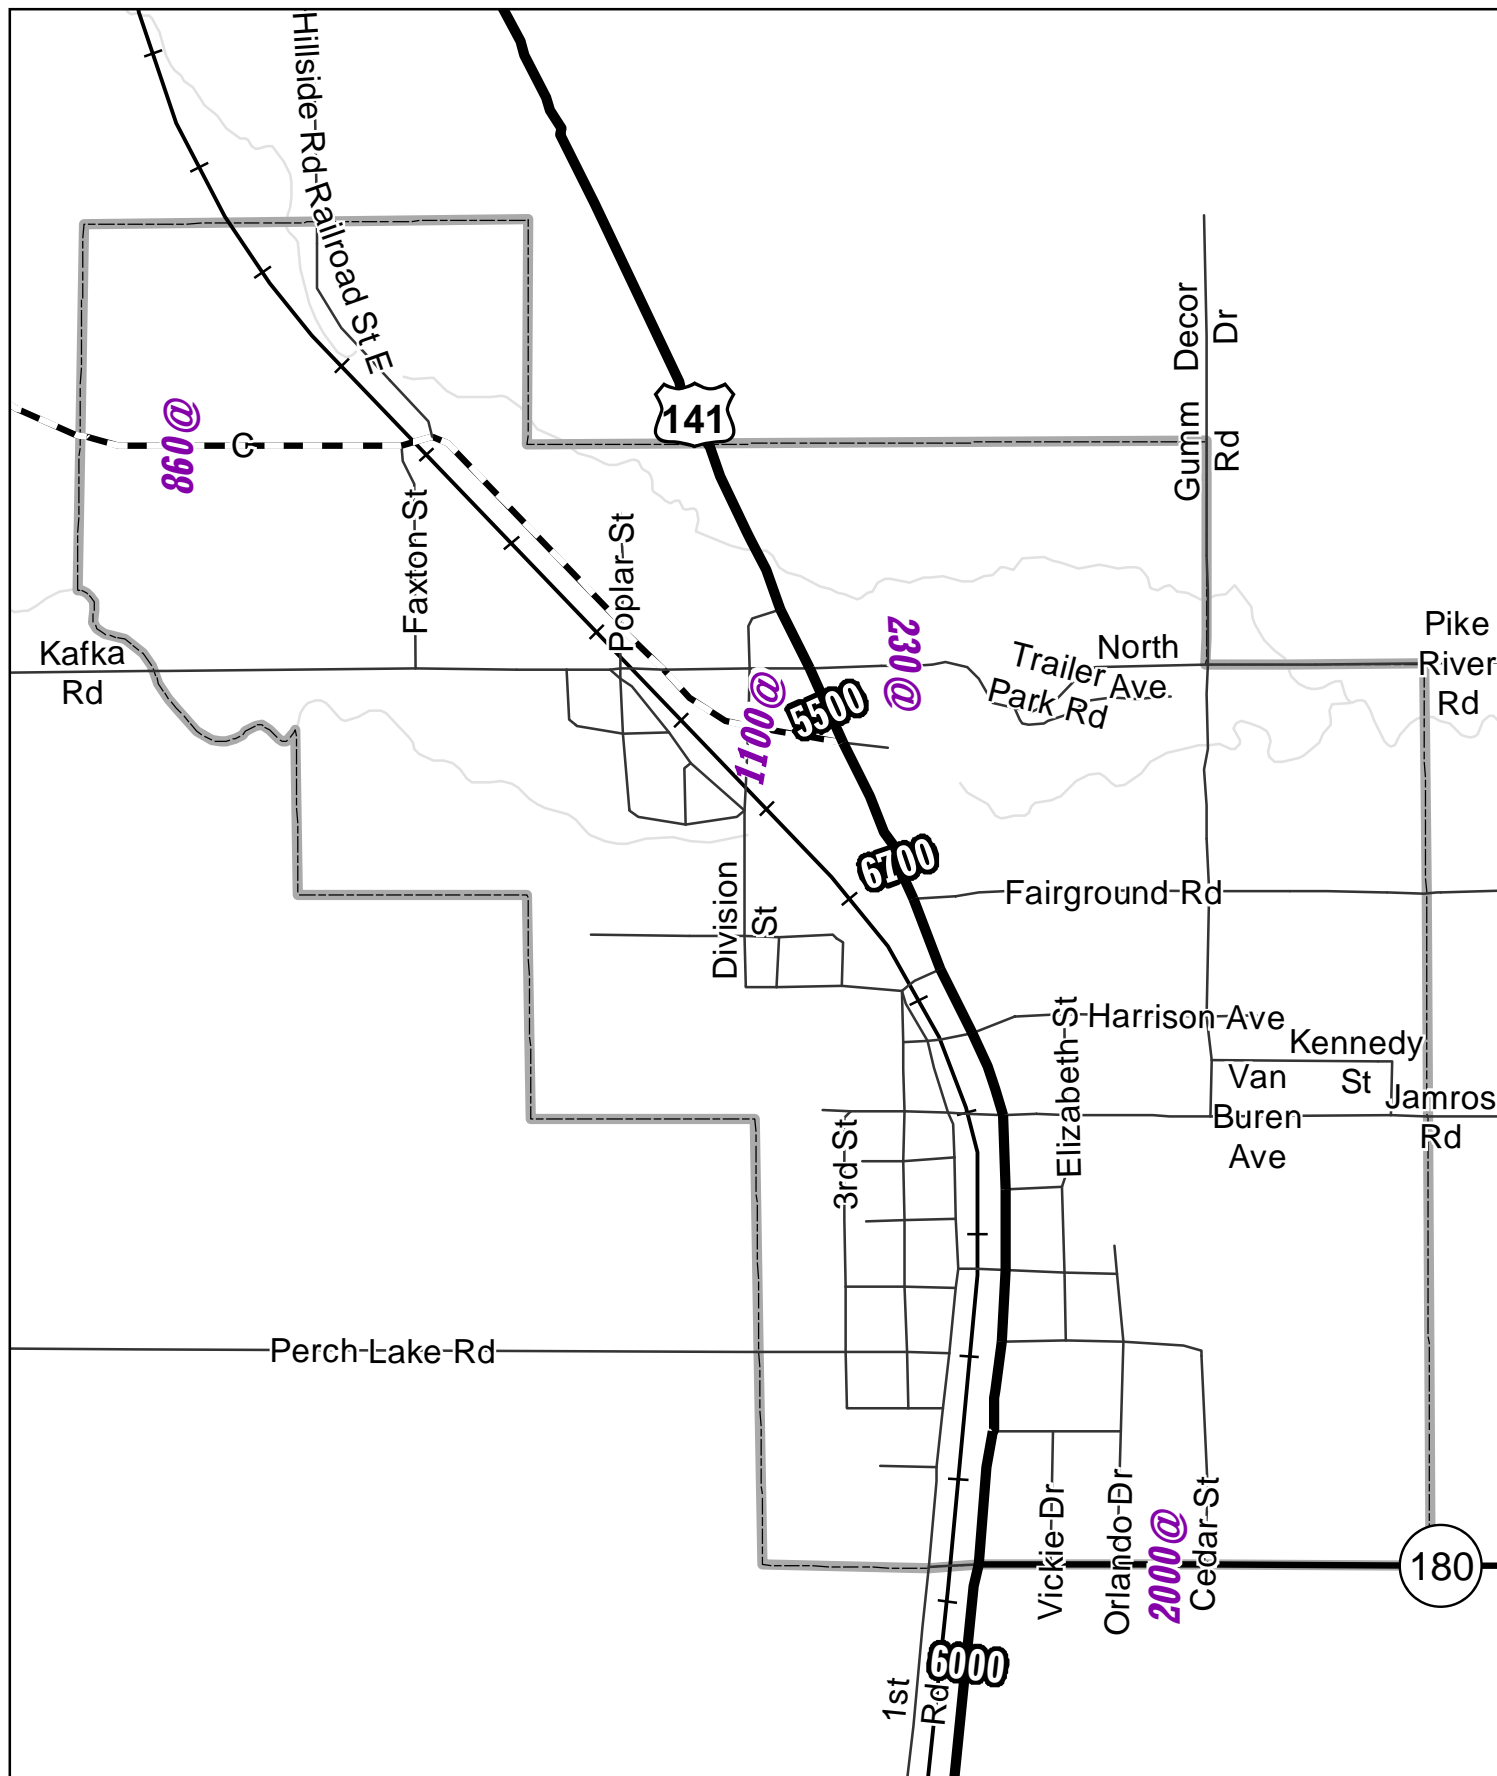 Hillside Rd
Railroad St E
141
Gumm Rd
Decor Dr
860@
C
Faxton St
Poplar St
230@
Kafka
Rd
North
Ave
Trailer
Park Rd
Pike
River
Rd
1100@
5500
6700
Fairground Rd
Division
St
Elizabeth St
Harrison Ave
Kennedy
St
Van
Buren
Ave
Jamros
Rd
3rd St
Perch Lake Rd
Vickie Dr
Orlando Dr
2000@
Cedar St
180
6000
1st
Rd